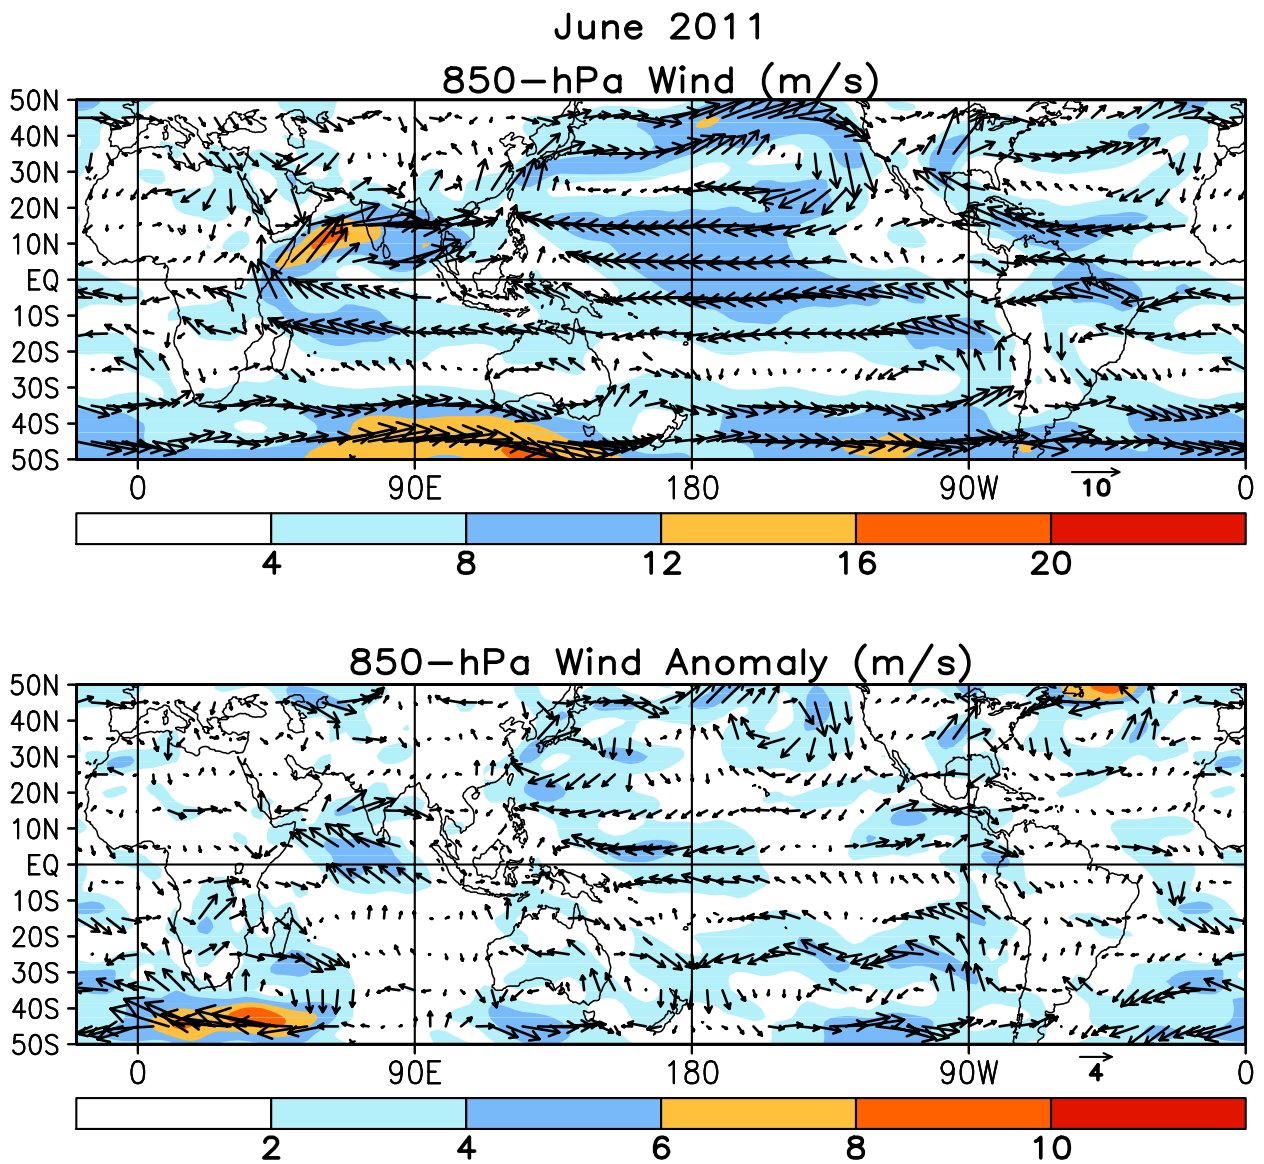 June 2011
850-hPa Wind (m/s)
50N
40N
30N
20N
10N
EQ
10S
20S
30S
40S
50S
0 90E 180 90W 0
10
4 8 12 16 20
850-hPa Wind Anomaly (m/s)
50N
40N
30N
20N
10N
EQ
10S
20S
30S
40S
50S
0 90E 180 90W 0
4
2 4 6 8 10